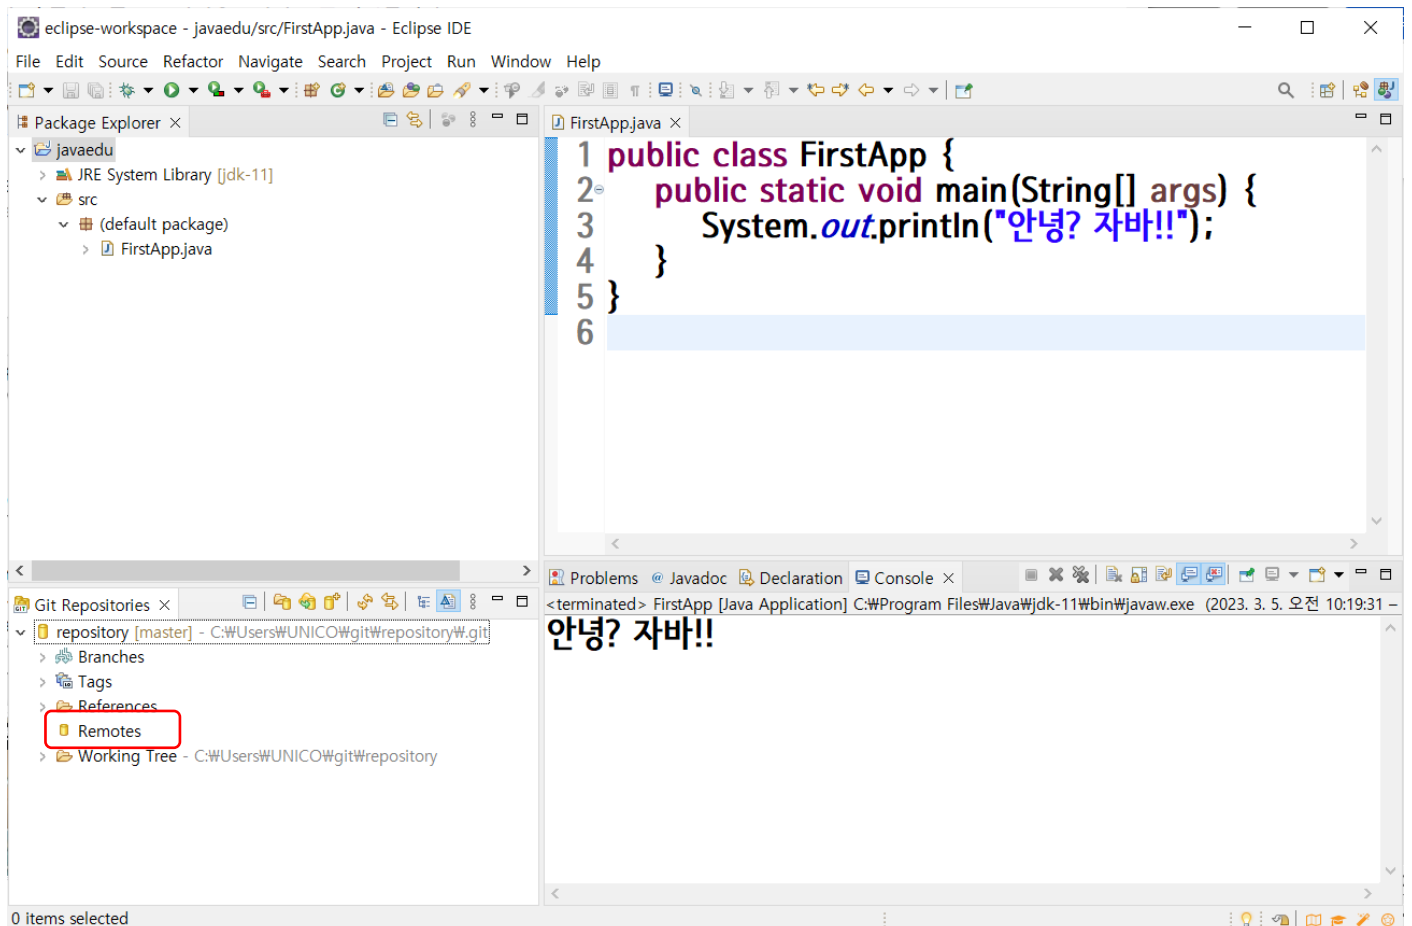 eclipse-workspace - javaedu/src/FirstApp.java - Eclipse IDE
File Edit Source Refactor Navigate Search Project Run Window Help
Package Explorer
javaedu
JRE System Library [jdk-11]
src
(default package)
FirstApp.java
FirstApp.java
1 public class FirstApp {
2 public static void main(String[] args) {
3 System.out.println("안녕? 자바!!");
4 }
5 }
6
Git Repositories
repository [master] - C:₩Users₩UNICO₩git₩repository₩.git
Branches
Tags
References
Remotes
Working Tree - C:₩Users₩UNICO₩git₩repository
Problems @ Javadoc Declaration Console
<terminated> FirstApp [Java Application] C:₩Program Files₩Java₩jdk-11₩bin₩javaw.exe (2023. 3. 5. 오전 10:19:31 –
안녕? 자바!!
0 items selected